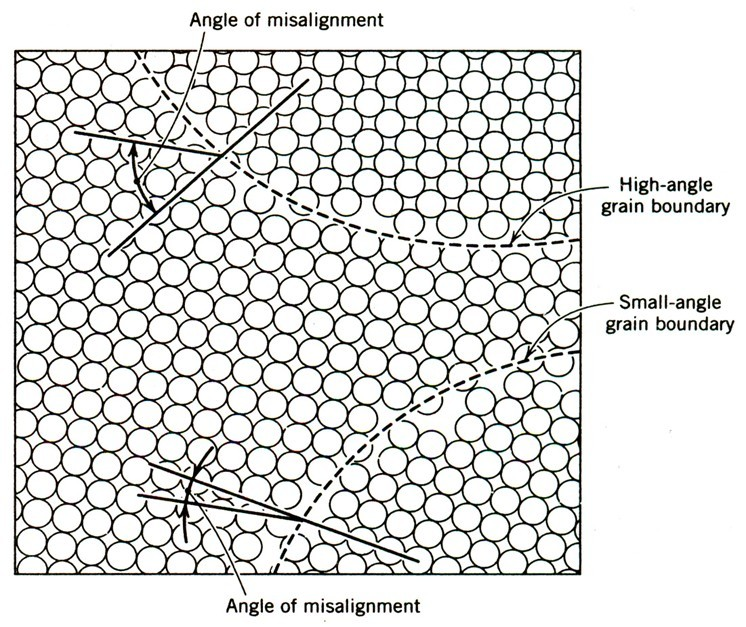 Angle of misalignment
High-angle
grain boundary
Small-angle
grain boundary
Angle of misalignment